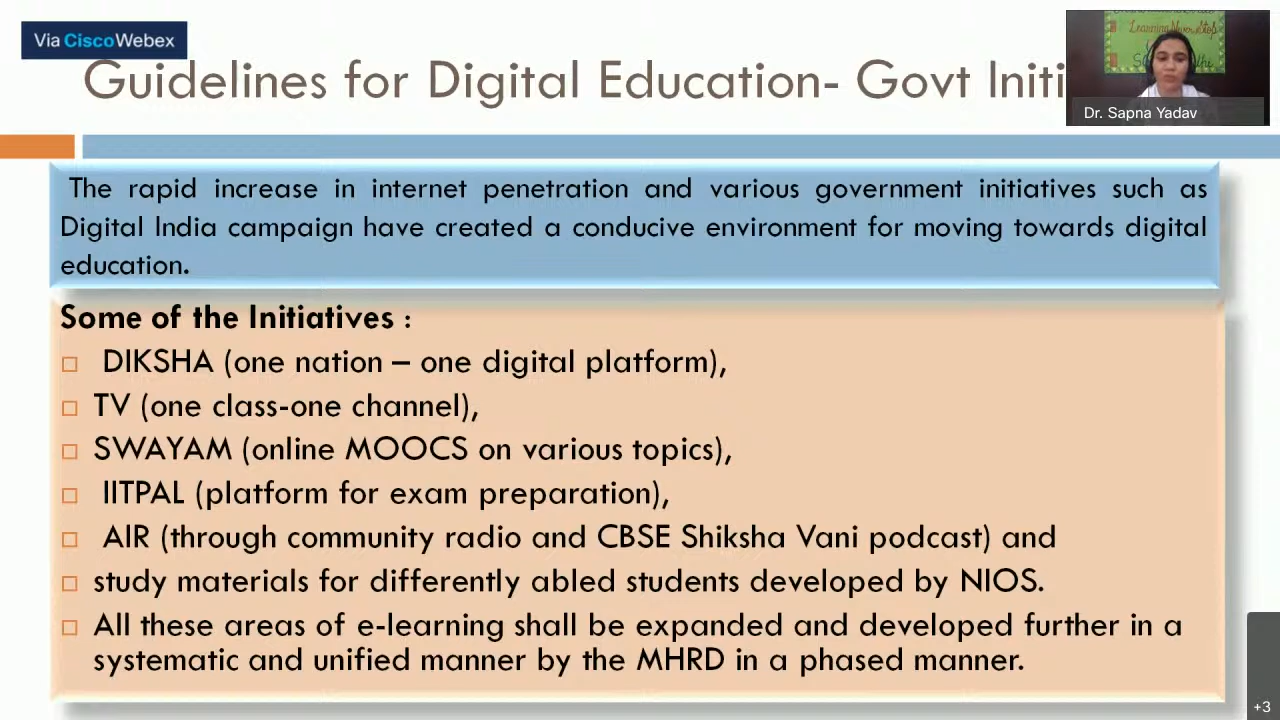 Via CiscoWebex
Guidelines for Digital Education- Govt Initi
Learning Never Stop
Dr. Sapna Yadav
The rapid increase in internet penetration and various government initiatives such as
Digital India campaign have created a conducive environment for moving towards digital
education.
Some of the Initiatives :
DIKSHA (one nation – one digital platform),
TV (one class-one channel),
SWAYAM (online MOOCS on various topics),
IITPAL (platform for exam preparation),
AIR (through community radio and CBSE Shiksha Vani podcast) and
study materials for differently abled students developed by NIOS.
All these areas of e-learning shall be expanded and developed further in a
systematic and unified manner by the MHRD in a phased manner.
+3